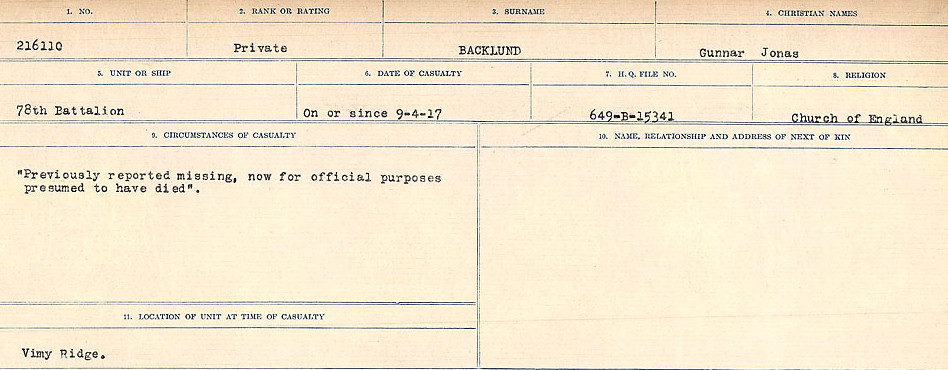 1. NO. 2. RANK OR RATING 3. SURNAME 4. CHRISTIAN NAMES
216110 Private BACKLUND Gunnar Jonas
5. UNIT OR SHIP 6. DATE OF CASUALTY 7. H. Q. FILE NO. 8. RELIGION
78th Battalion On or since 9-4-17 649-B-15341 Church of England
9. CIRCUMSTANCES OF CASUALTY
"Previously reported missing, now for official purposes
presumed to have died".
10. NAME, RELATIONSHIP AND ADDRESS OF NEXT OF KIN
11. LOCATION OF UNIT AT TIME OF CASUALTY
Vimy Ridge.